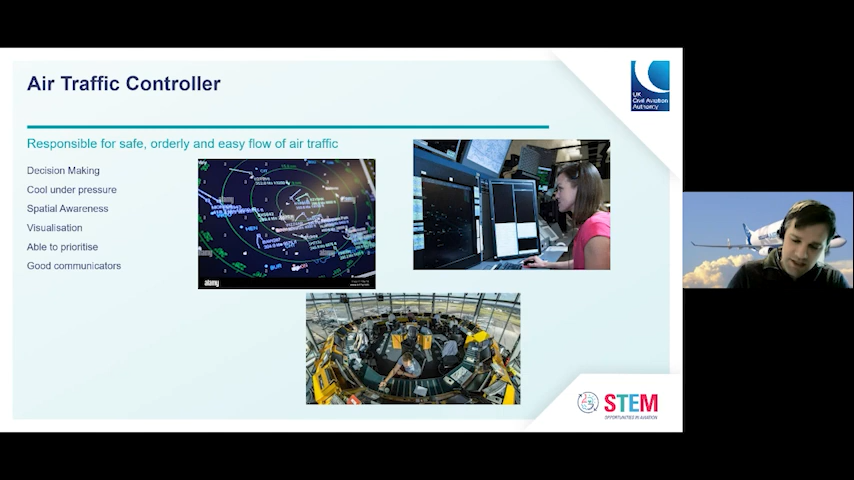 Air Traffic Controller
UK
Civil Aviation
Authority
Responsible for safe, orderly and easy flow of air traffic
Decision Making
Cool under pressure
Spatial Awareness
Visualisation
Able to prioritise
Good communicators
alamy
STEM
OPPORTUNITIES IN AVIATION